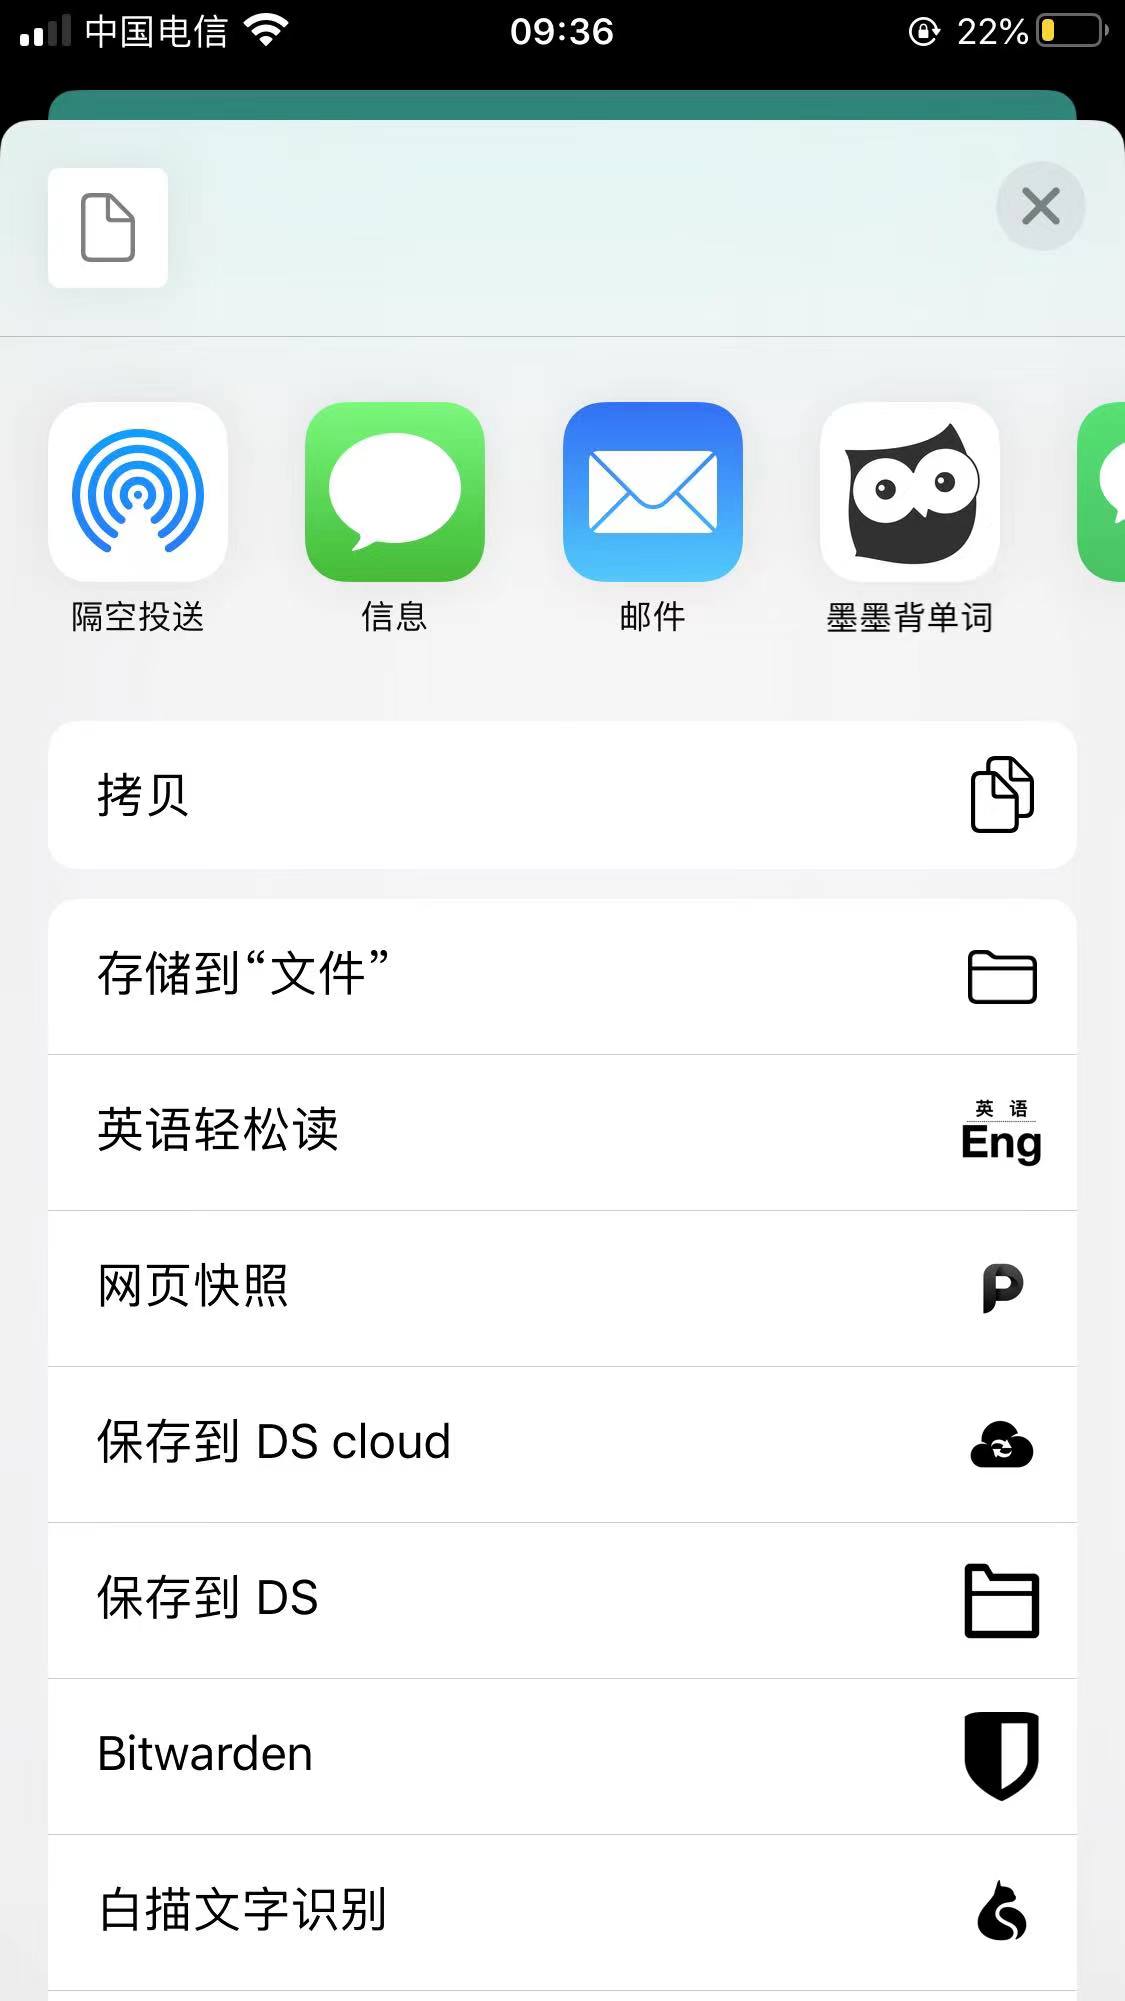 中国电信
09:36
22%
隔空投送
信息
邮件
墨墨背单词
拷贝
存储到“文件”
英语轻松读
英 语
Eng
网页快照
保存到 DS cloud
保存到 DS
Bitwarden
白描文字识别